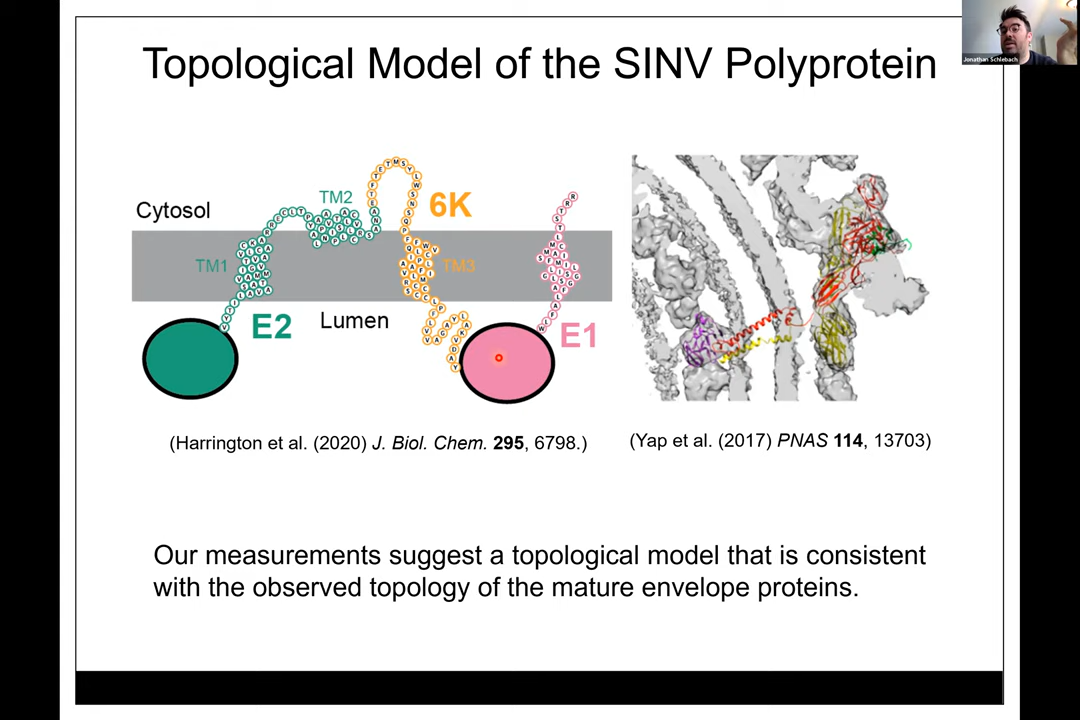 Topological Model of the SINV Polyprotein
Jonathan Schlebach
Cytosol
TM2
6K
TM1
TM3
E2
Lumen
E1
(Harrington et al. (2020) J. Biol. Chem. 295, 6798.)
(Yap et al. (2017) PNAS 114, 13703)
Our measurements suggest a topological model that is consistent
with the observed topology of the mature envelope proteins.